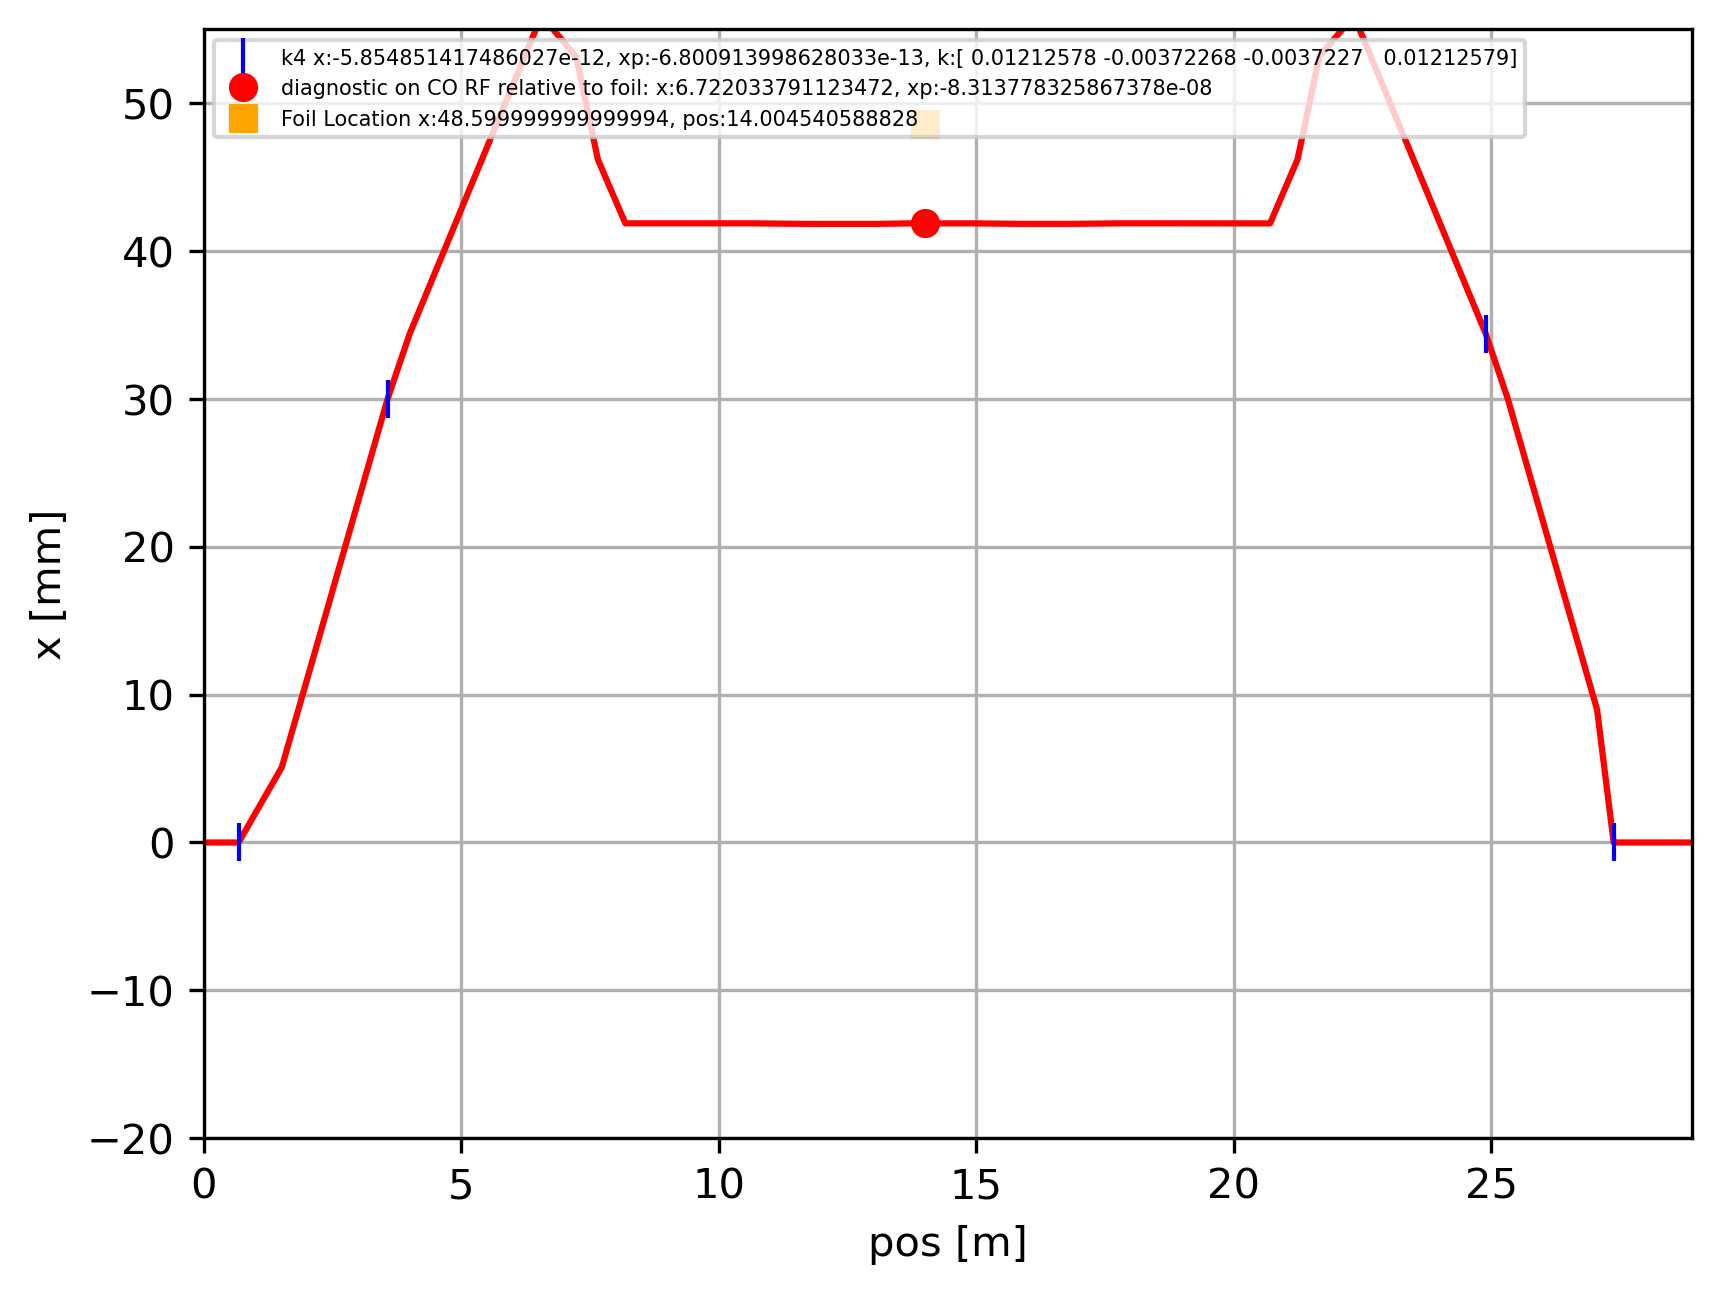 k4 x:-5.854851417486027e-12, xp:-6.800913998628033e-13, k:[ 0.01212578 -0.00372268 -0.0037227   0.01212579]
diagnostic on CO RF relative to foil: x:6.722033791123472, xp:-8.313778325867378e-08
Foil Location x:48.599999999999994, pos:14.004540588828
50
40
30
20
10
0
−10
−20
x [mm]
0 5 10 15 20 25
pos [m]